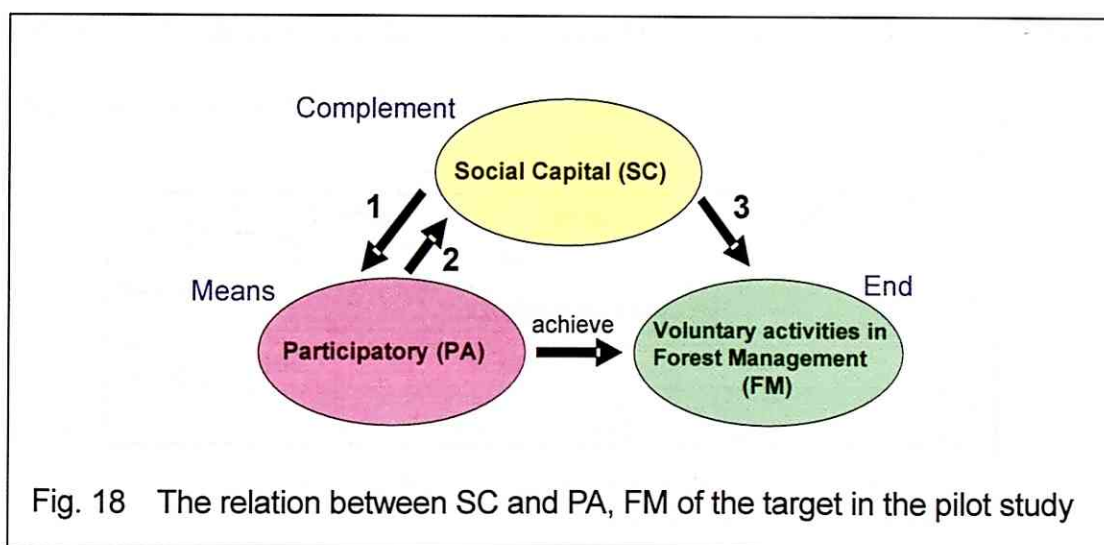 Complement
Social Capital (SC)
1
2
3
Means
End
Participatory (PA)
achieve
Voluntary activities in
Forest Management
(FM)
Fig. 18 The relation between SC and PA, FM of the target in the pilot study